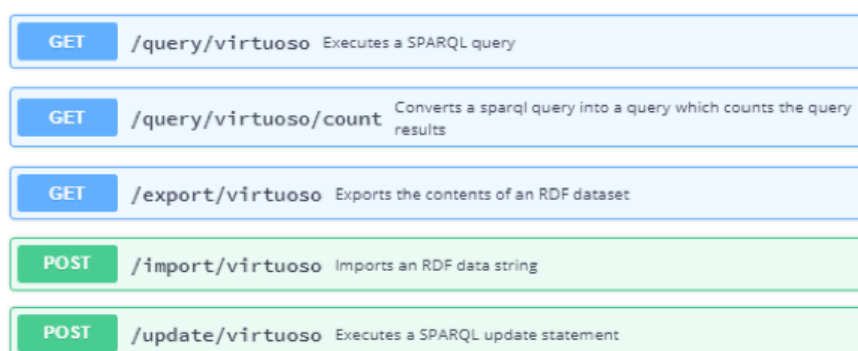 GET /query/virtuoso Executes a SPARQL query
GET /query/virtuoso/count Converts a sparql query into a query which counts the query
results
GET /export/virtuoso Exports the contents of an RDF dataset
POST /import/virtuoso Imports an RDF data string
POST /update/virtuoso Executes a SPARQL update statement